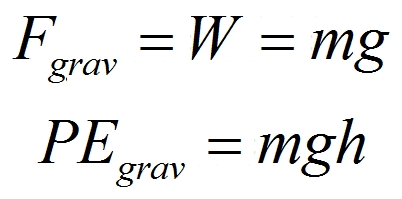 F_grav = W = mg
PE_grav = mgh